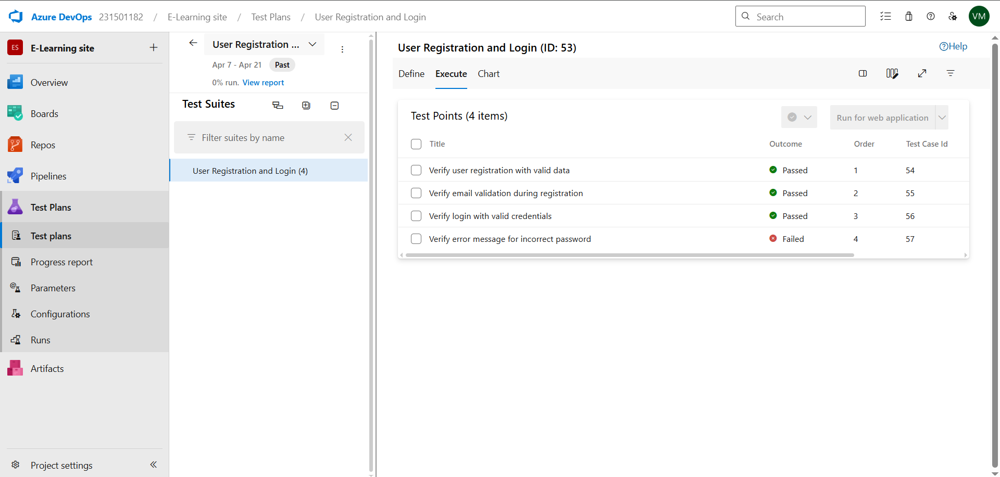 Azure DevOps 231501182 / E-Learning site / Test Plans / User Registration and Login
Search
VM
ES E-Learning site
Overview
Boards
Repos
Pipelines
Test Plans
Test plans
Progress report
Parameters
Configurations
Runs
Artifacts
Project settings
User Registration ...
Apr 7 - Apr 21 Past
0% run. View report
Test Suites
Filter suites by name
User Registration and Login (4)
User Registration and Login (ID: 53)
Help
Define Execute Chart
Test Points (4 items)
Run for web application
Title Outcome Order Test Case Id
Verify user registration with valid data Passed 1 54
Verify email validation during registration Passed 2 55
Verify login with valid credentials Passed 3 56
Verify error message for incorrect password Failed 4 57